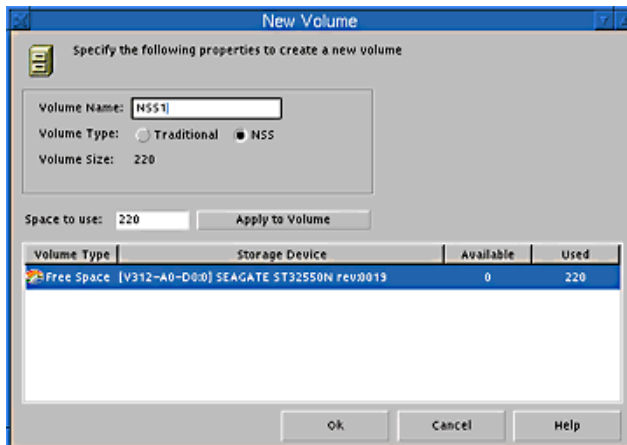 New Volume
Specify the following properties to create a new volume
Volume Name: NSS1
Volume Type: Traditional NSS
Volume Size: 220
Space to use: 220 Apply to Volume
Volume Type Storage Device Available Used
Free Space [V312-A0-D0:0] SEAGATE ST32550N rev:0019 0 220
Ok Cancel Help